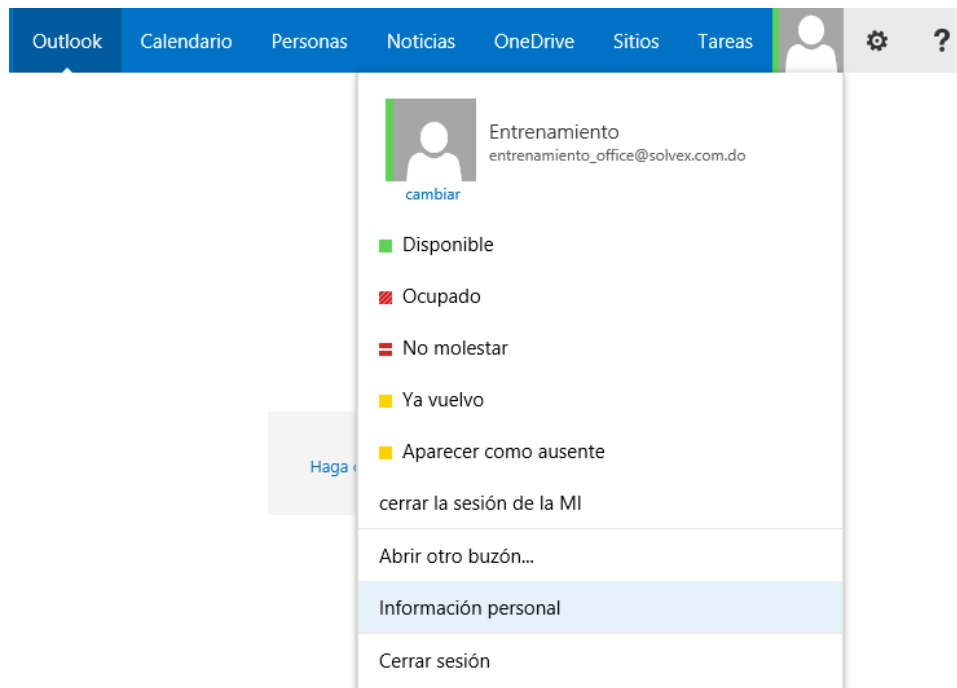 Outlook Calendario Personas Noticias OneDrive Sitios Tareas ?
Entrenamiento
entrenamiento_office@solvex.com.do
cambiar
Disponible
Ocupado
No molestar
Ya vuelvo
Aparecer como ausente
Haga
cerrar la sesión de la MI
Abrir otro buzón...
Información personal
Cerrar sesión